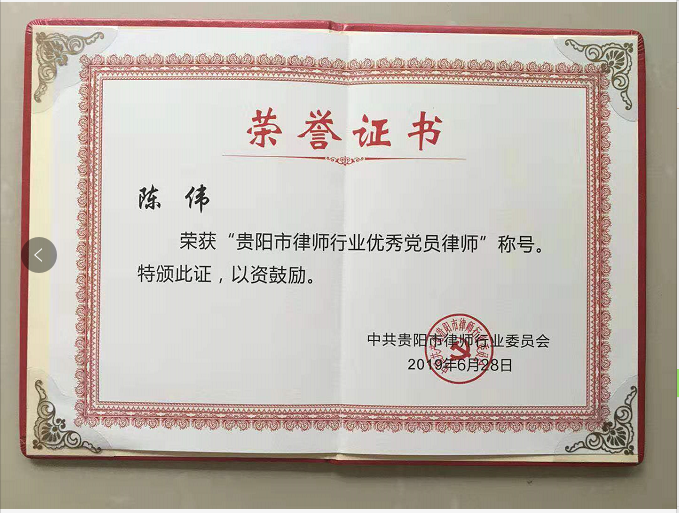 荣誉证书
陈 伟
荣获“贵阳市律师行业优秀党员律师”称号。
特颁此证，以资鼓励。
中共贵阳市律师行业委员会
2019年6月28日